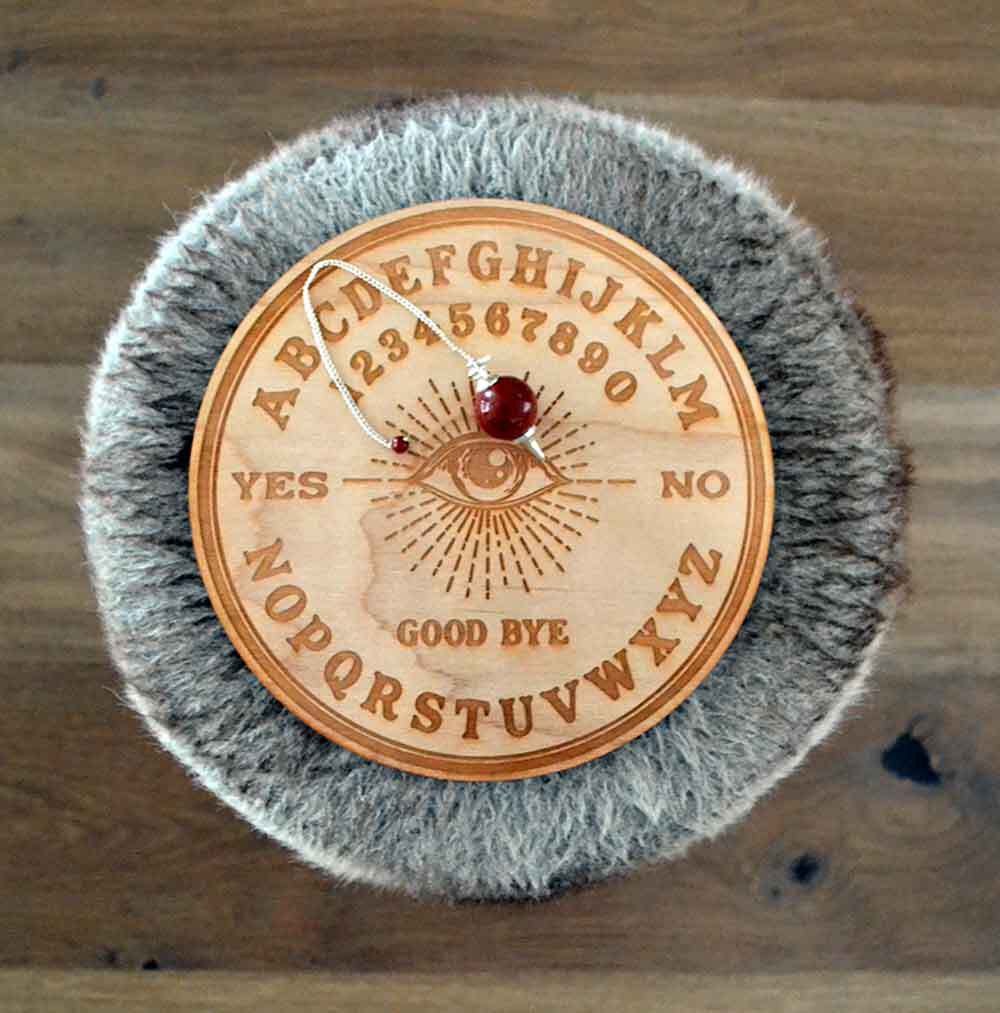 ABCDEFGHIJKLM
1234567890
YES NO
GOOD BYE
NOPQRSTUVWXYZ